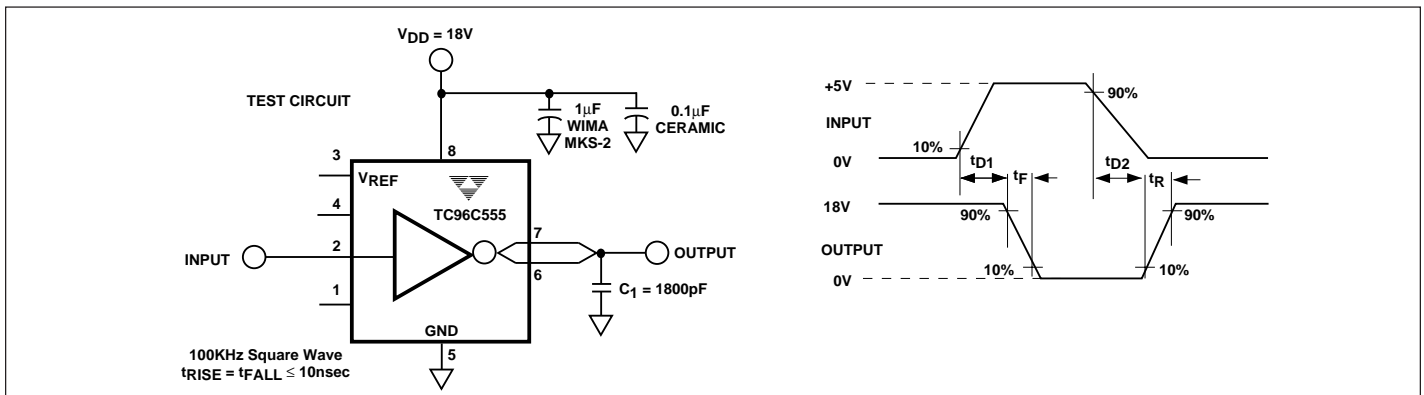 VDD = 18V
TEST CIRCUIT
1µF
WIMA
MKS-2
0.1µF
CERAMIC
3
8
VREF
4
TC96C555
7
INPUT
2
OUTPUT
6
1
C1 = 1800pF
GND
5
100KHz Square Wave
tRISE = tFALL ≤ 10nsec
+5V
90%
INPUT
10%
0V
tD1
tF
tD2
tR
18V
90%
90%
OUTPUT
10%
10%
0V